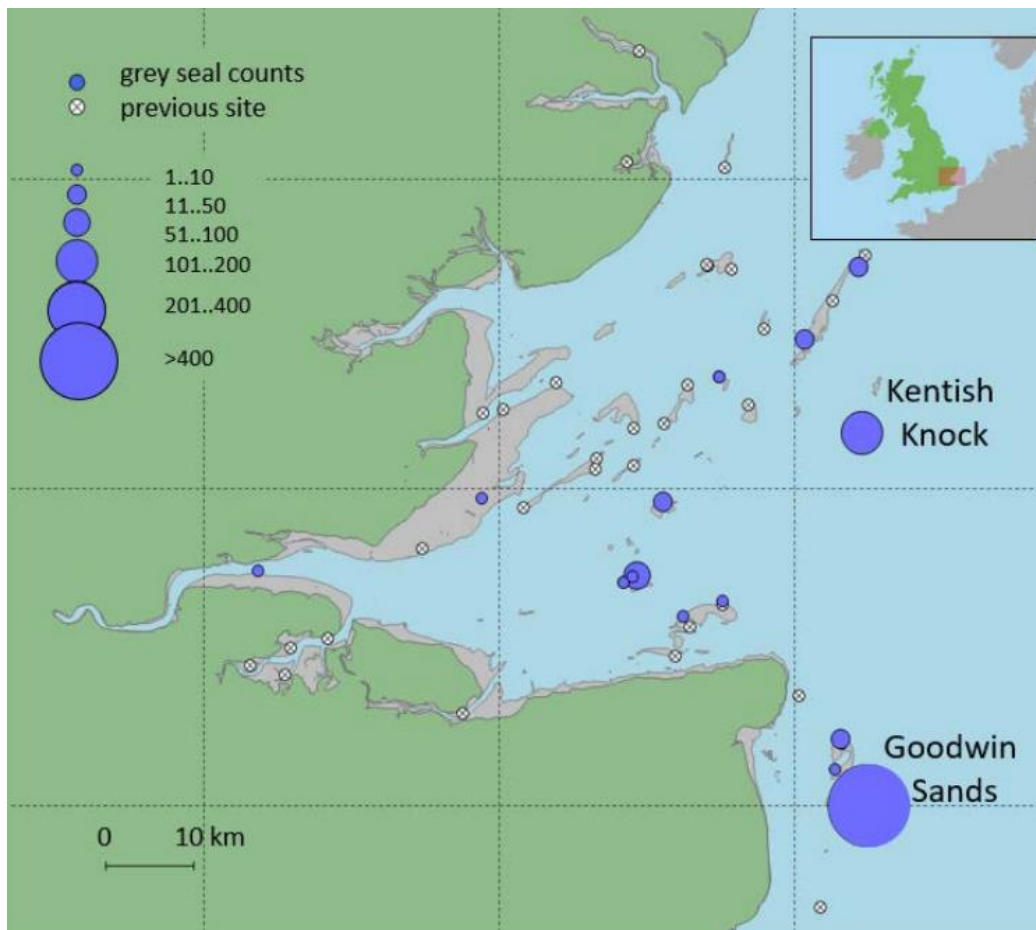 grey seal counts
previous site
1..10
11..50
51..100
101..200
201..400
>400
Kentish
Knock
Goodwin
Sands
0 10 km